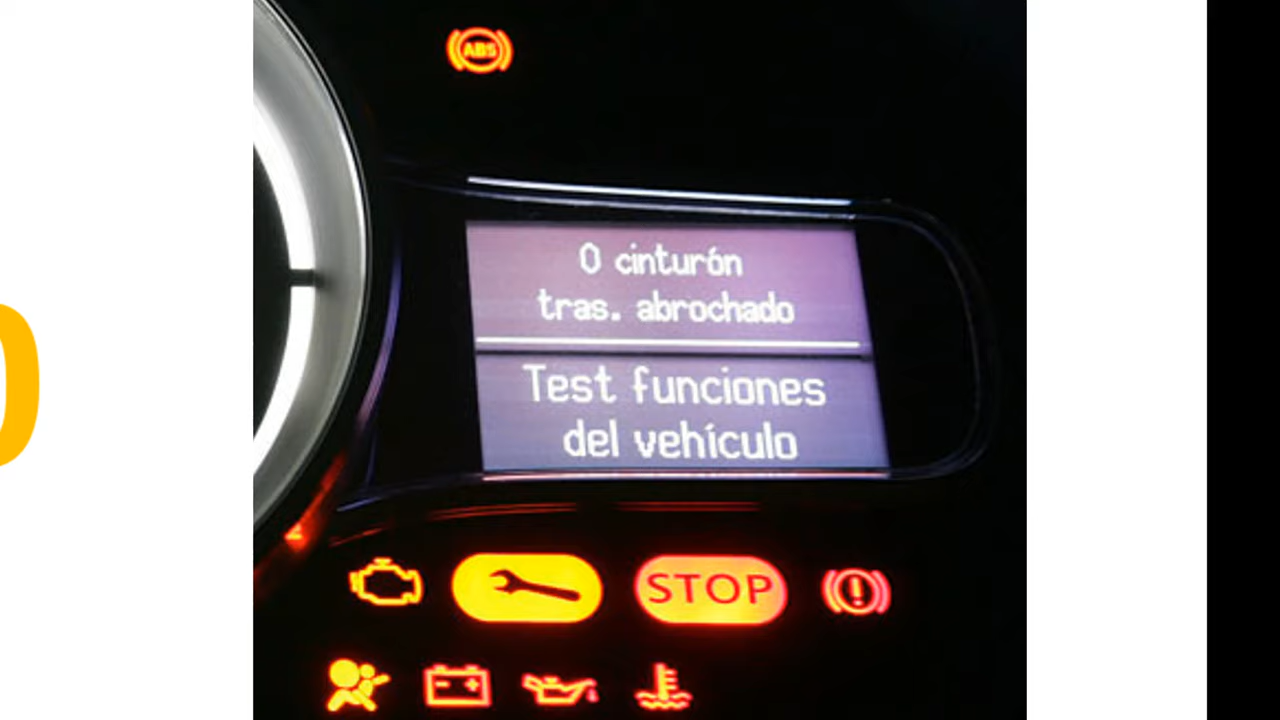 ABS
0 cinturón
tras. abrochado
Test funciones
del vehículo
STOP